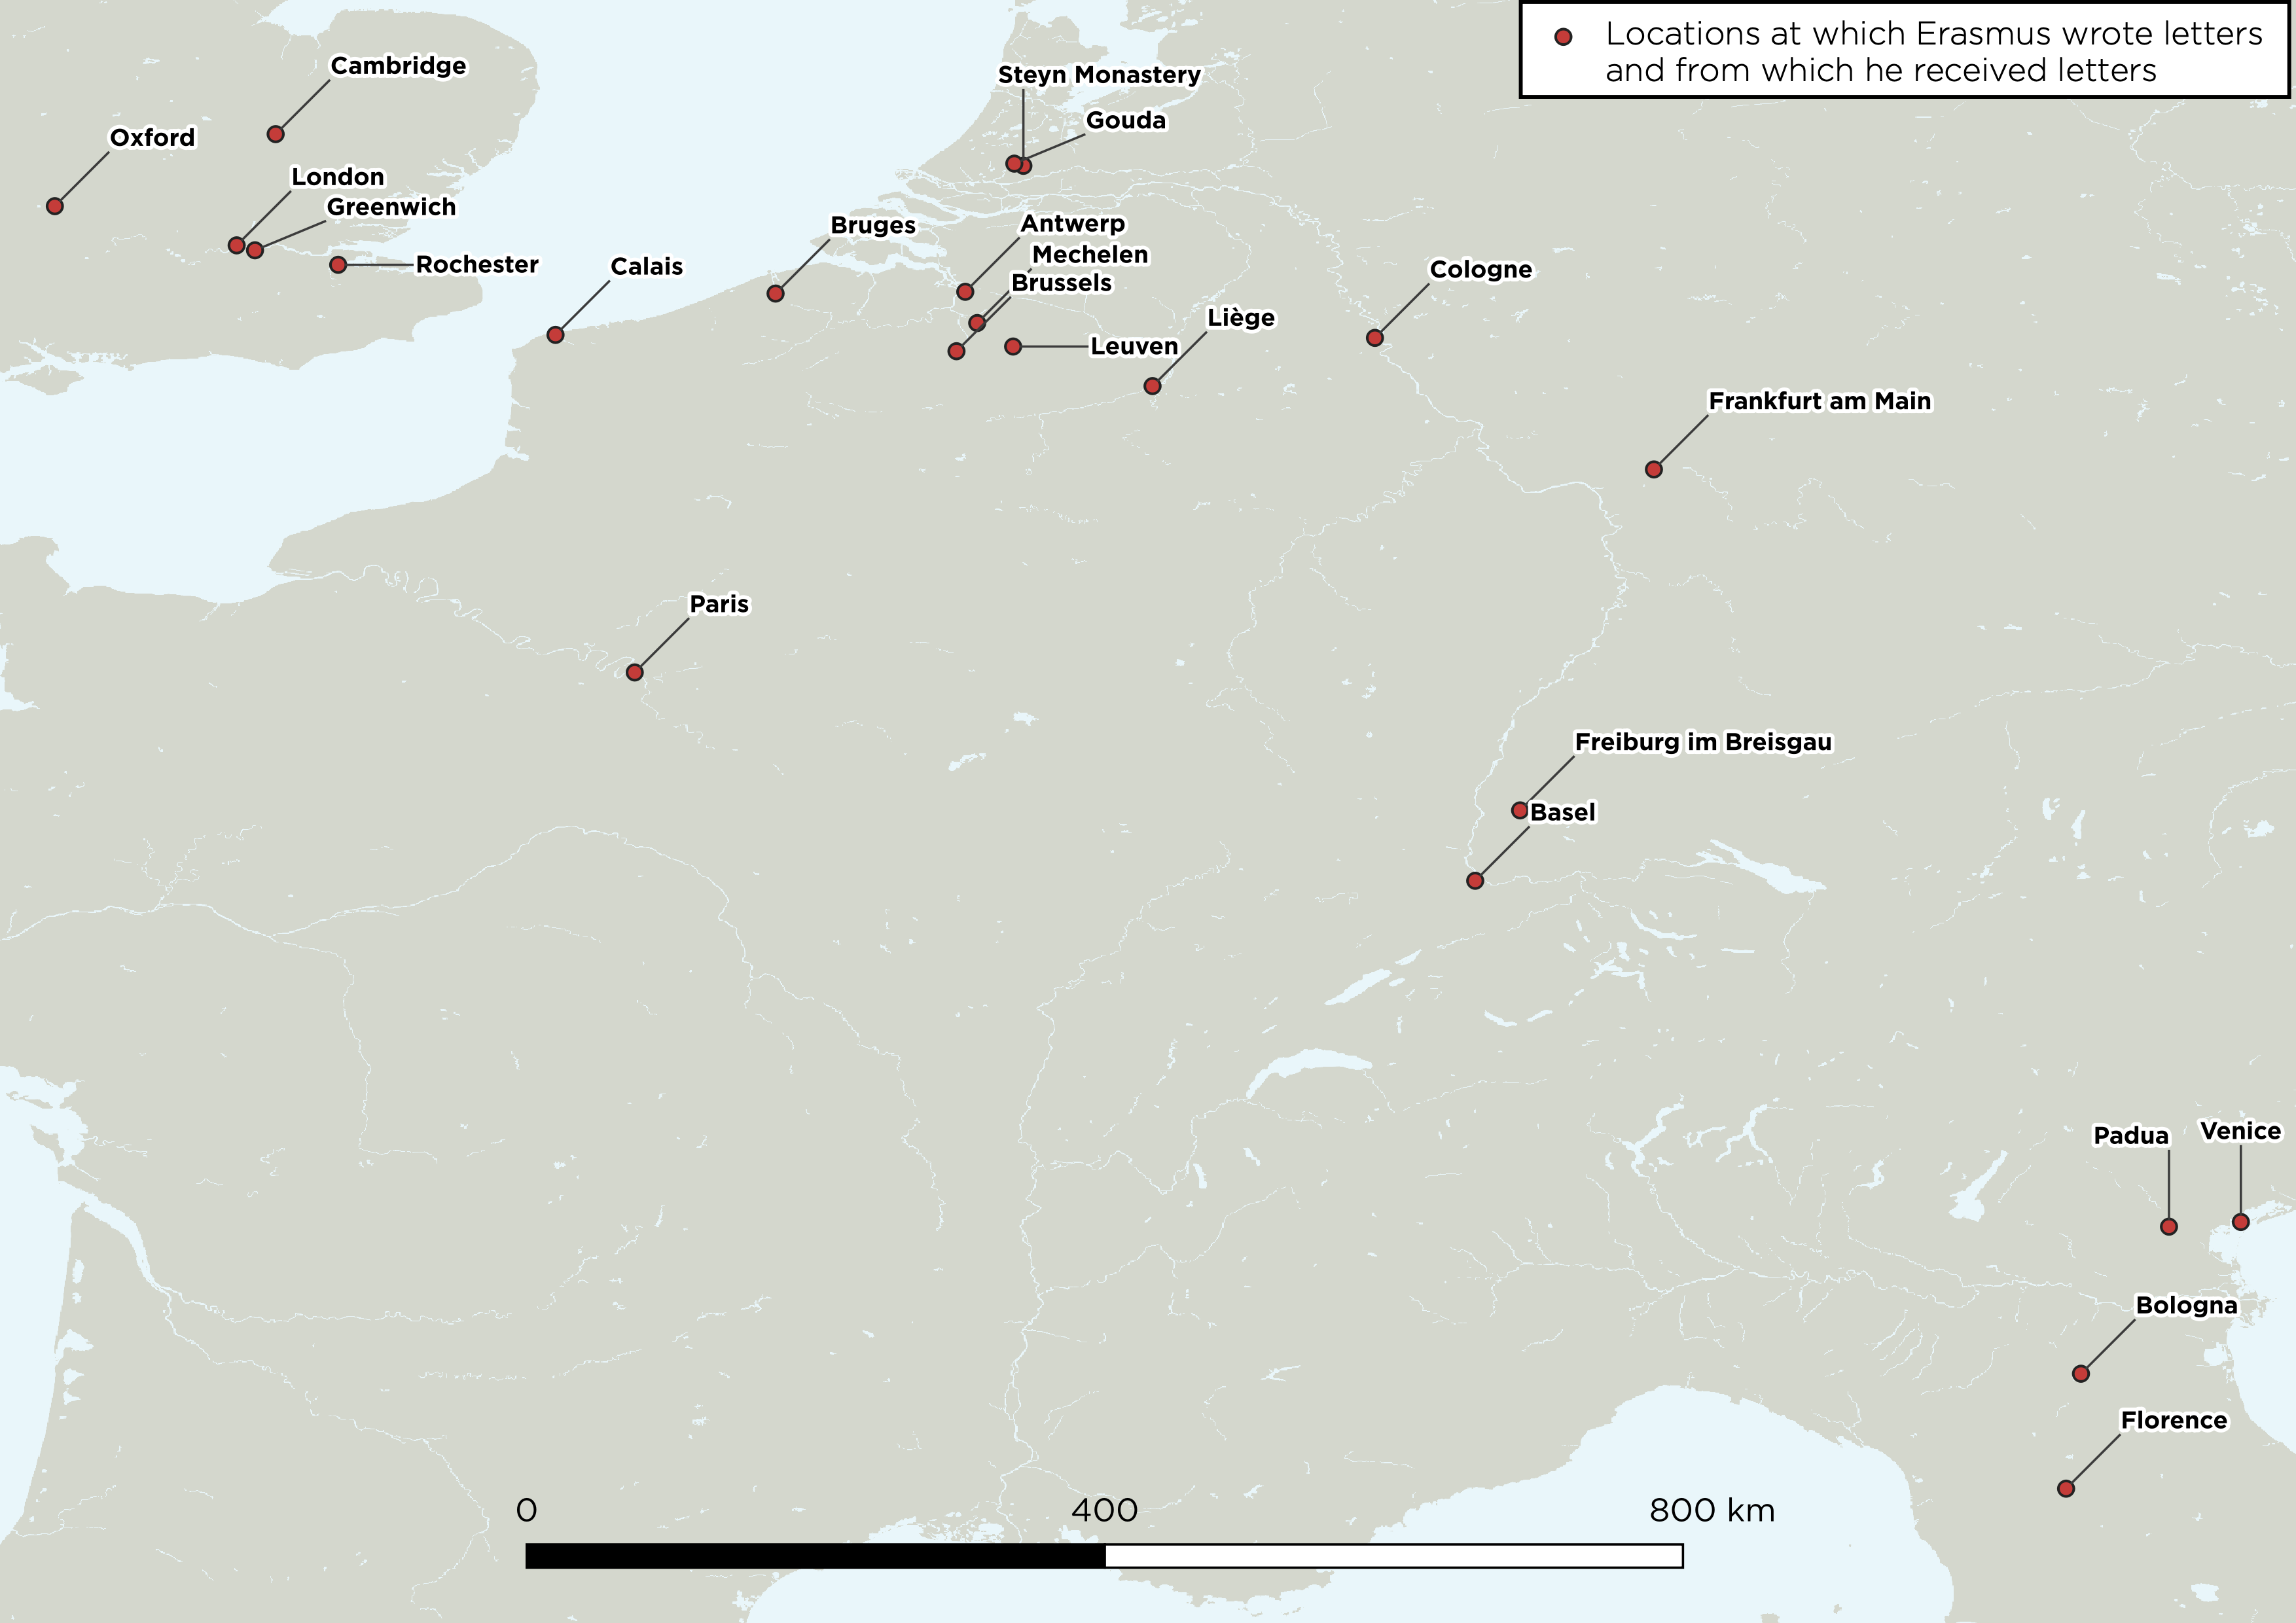 Locations at which Erasmus wrote letters
and from which he received letters
Cambridge
Steyn Monastery
Gouda
Oxford
London
Greenwich
Rochester
Calais
Bruges
Antwerp
Mechelen
Brussels
Leuven
Liège
Cologne
Frankfurt am Main
Paris
Freiburg im Breisgau
Basel
Padua
Venice
Bologna
Florence
0 400 800 km